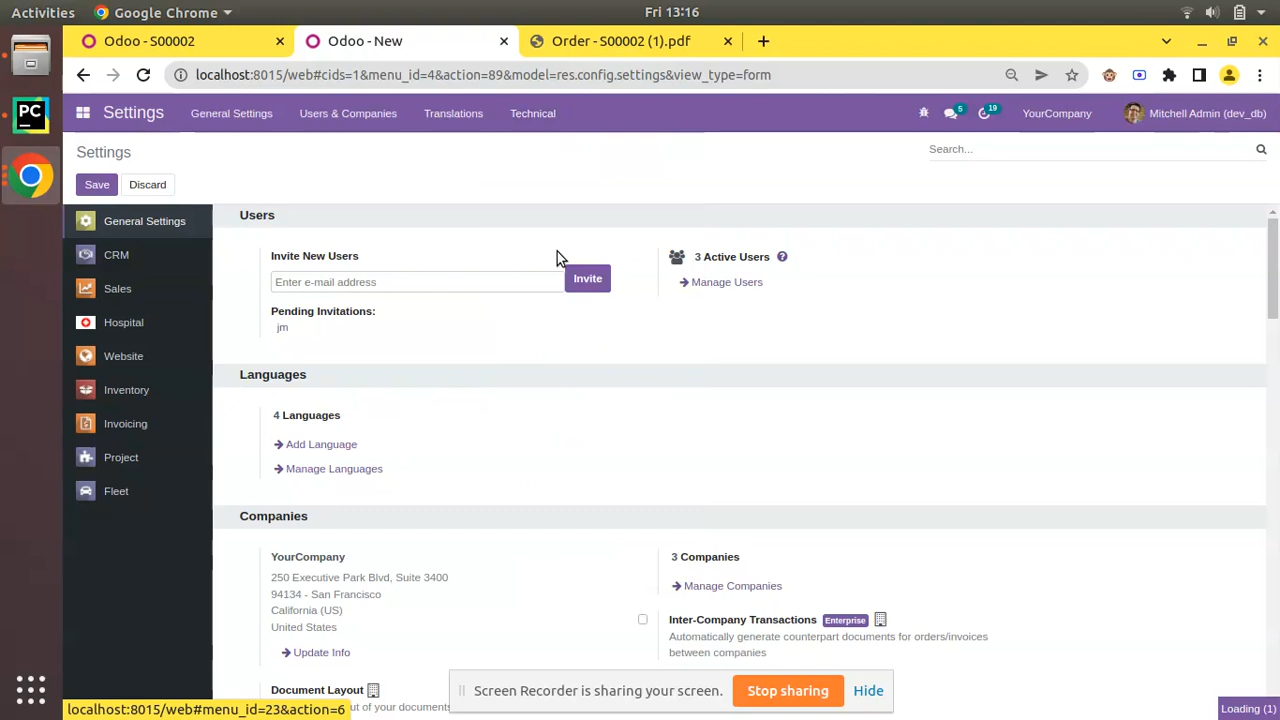 Activities
Google Chrome
Fri 13:16
Odoo - S00002
Odoo - New
Order - S00002 (1).pdf
localhost:8015/web#cids=1&menu_id=4&action=89&model=res.config.settings&view_type=form
Settings
General Settings
Users & Companies
Translations
Technical
5
19
YourCompany
Mitchell Admin (dev_db)
Settings
Search...
Save
Discard
General Settings
CRM
Sales
Hospital
Website
Inventory
Invoicing
Project
Fleet
Users
Invite New Users
Enter e-mail address
Invite
Pending Invitations:
jm
3 Active Users
Manage Users
Languages
4 Languages
Add Language
Manage Languages
Companies
YourCompany
250 Executive Park Blvd, Suite 3400
94134 - San Francisco
California (US)
United States
Update Info
3 Companies
Manage Companies
Inter-Company Transactions Enterprise
Automatically generate counterpart documents for orders/invoices
between companies
Document Layout
out of your documents
Screen Recorder is sharing your screen.
Stop sharing
Hide
localhost:8015/web#menu_id=23&action=6
Loading (1)
PC